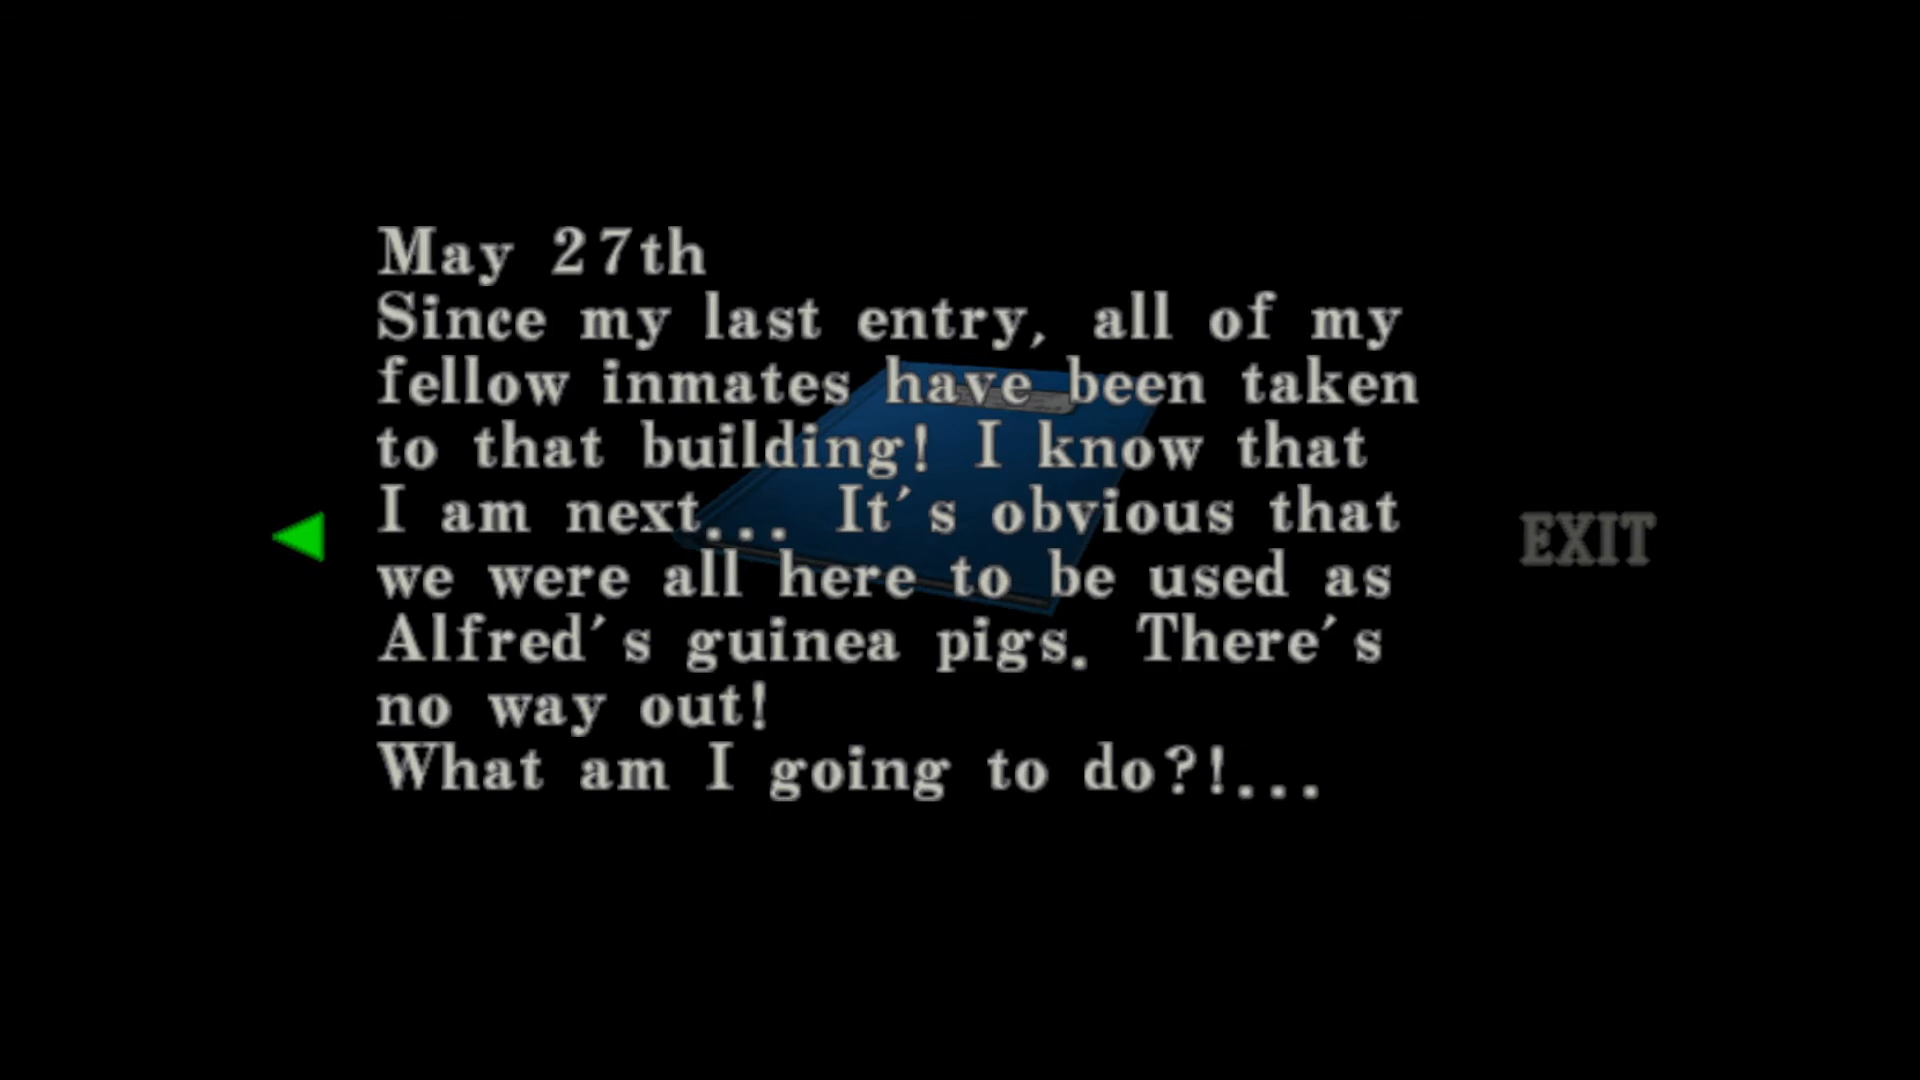 May 27th
Since my last entry, all of my
fellow inmates have been taken
to that building! I know that
I am next... It's obvious that
we were all here to be used as
Alfred's guinea pigs. There's
no way out!
What am I going to do?!...
EXIT